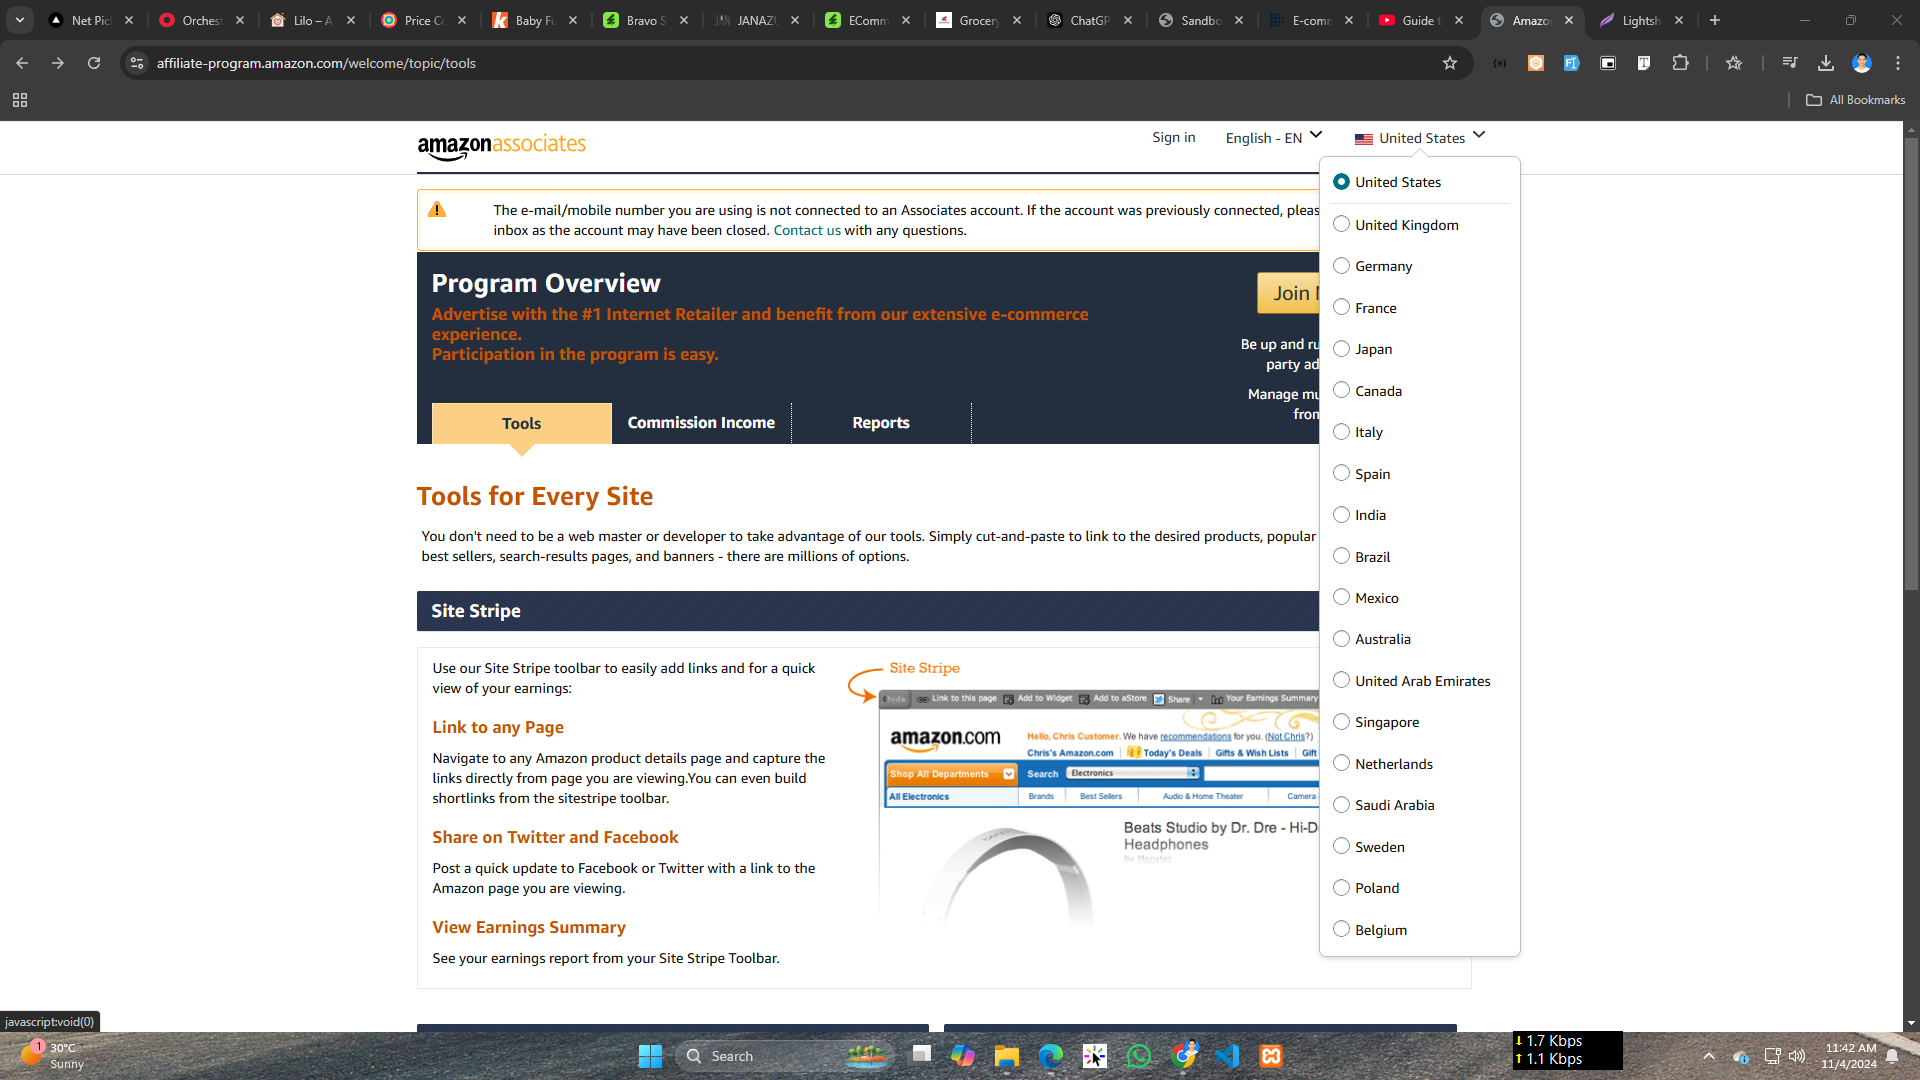 Net Pic
Orchest
Lilo – A
Price Co
Baby Fu
Bravo S
JANAZU
EComm
Grocery
ChatGP
Sandbo
E-comm
Guide t
Amazon
Lightsh
affiliate-program.amazon.com/welcome/topic/tools
All Bookmarks
amazonassociates
Sign in
English - EN
United States
The e-mail/mobile number you are using is not connected to an Associates account. If the account was previously connected, pleas
inbox as the account may have been closed. Contact us with any questions.
Program Overview
Advertise with the #1 Internet Retailer and benefit from our extensive e-commerce
experience.
Participation in the program is easy.
Join
Be up and ru
party ad
Manage mu
from
Tools
Commission Income
Reports
United States
United Kingdom
Germany
France
Japan
Canada
Italy
Spain
India
Brazil
Mexico
Australia
United Arab Emirates
Singapore
Netherlands
Saudi Arabia
Sweden
Poland
Belgium
Tools for Every Site
You don't need to be a web master or developer to take advantage of our tools. Simply cut-and-paste to link to the desired products, popular
best sellers, search-results pages, and banners - there are millions of options.
Site Stripe
Use our Site Stripe toolbar to easily add links and for a quick
view of your earnings:
Link to any Page
Navigate to any Amazon product details page and capture the
links directly from page you are viewing.You can even build
shortlinks from the sitestripe toolbar.
Share on Twitter and Facebook
Post a quick update to Facebook or Twitter with a link to the
Amazon page you are viewing.
View Earnings Summary
See your earnings report from your Site Stripe Toolbar.
Site Stripe
hide
Link to this page
Add to Widget
Add to aStore
Share
Your Earnings Summary
amazon.com
Hello, Chris Customer. We have recommendations for you. (Not Chris?)
Chris's Amazon.com
Today's Deals
Gifts & Wish Lists
Gift
Shop All Departments
Search
Electronics
All Electronics
Brands
Best Sellers
Audio & Home Theater
Camera
Beats Studio by Dr. Dre - Hi-D
Headphones
by Monster
javascript:void(0)
1
30°C
Sunny
Search
1.7 Kbps
1.1 Kbps
11:42 AM
11/4/2024